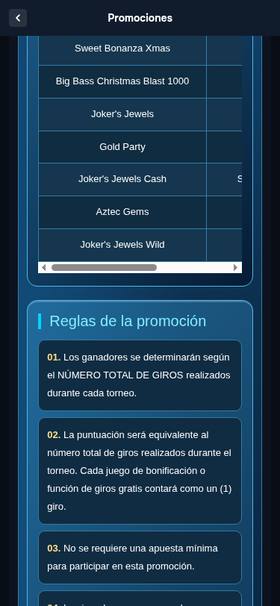 Promociones
Sweet Bonanza Xmas
Big Bass Christmas Blast 1000
Joker's Jewels
Gold Party
Joker's Jewels Cash
Aztec Gems
Joker's Jewels Wild
Reglas de la promoción
01. Los ganadores se determinarán según
el NÚMERO TOTAL DE GIROS realizados
durante cada torneo.
02. La puntuación será equivalente al
número total de giros realizados durante el
torneo. Cada juego de bonificación o
función de giros gratis contará como un (1)
giro.
03. No se requiere una apuesta mínima
para participar en esta promoción.